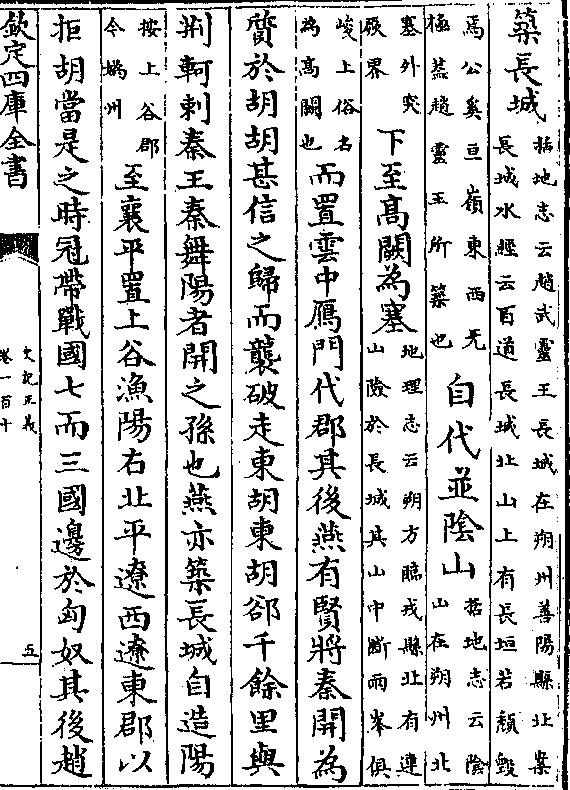 築長城括地志云趙武靈王長城在朔州善陽縣北案長城水經云百道長城北山上有長垣若頽毁
焉公奚亘嶺東西无極蓋趙靈王所築也自代並陰山括地志云陰山在朔州北
塞外突厥界下至髙闕為塞地理志云朔方臨戎縣北有連山險於長城其山中斷兩峯俱
峻上俗名為高闕也而置雲中鴈門代郡其後燕有賢將秦開為
質於胡胡甚信之歸而襲破走東胡東胡郤千餘里與
荆軻刺秦王秦舞陽者開之孫也燕亦築長城自造陽
按上谷郡今媯州至襄平置上谷漁陽右北平遼西遼東郡以
拒胡當是之時冠帶戰國七而三國邊於匈奴其後趙
欽定四庫全書
史記正義
卷一百十
五